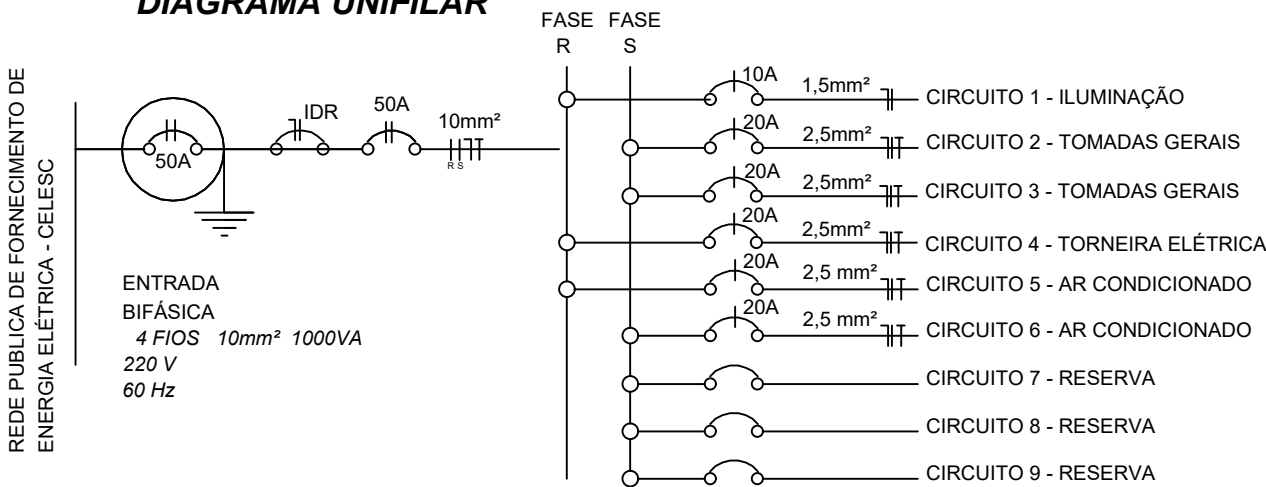 DIAGRAMA UNIFILAR
REDE PUBLICA DE FORNECIMENTO DE
ENERGIA ELÉTRICA - CELESC
50A
IDR
50A
10mm²
R S
ENTRADA
BIFÁSICA
4 FIOS 10mm² 1000VA
220 V
60 Hz
FASE FASE
R S
10A 1,5mm² CIRCUITO 1 - ILUMINAÇÃO
20A 2,5mm² CIRCUITO 2 - TOMADAS GERAIS
20A 2,5mm² CIRCUITO 3 - TOMADAS GERAIS
20A 2,5mm² CIRCUITO 4 - TORNEIRA ELÉTRICA
20A 2,5 mm² CIRCUITO 5 - AR CONDICIONADO
20A 2,5 mm² CIRCUITO 6 - AR CONDICIONADO
CIRCUITO 7 - RESERVA
CIRCUITO 8 - RESERVA
CIRCUITO 9 - RESERVA